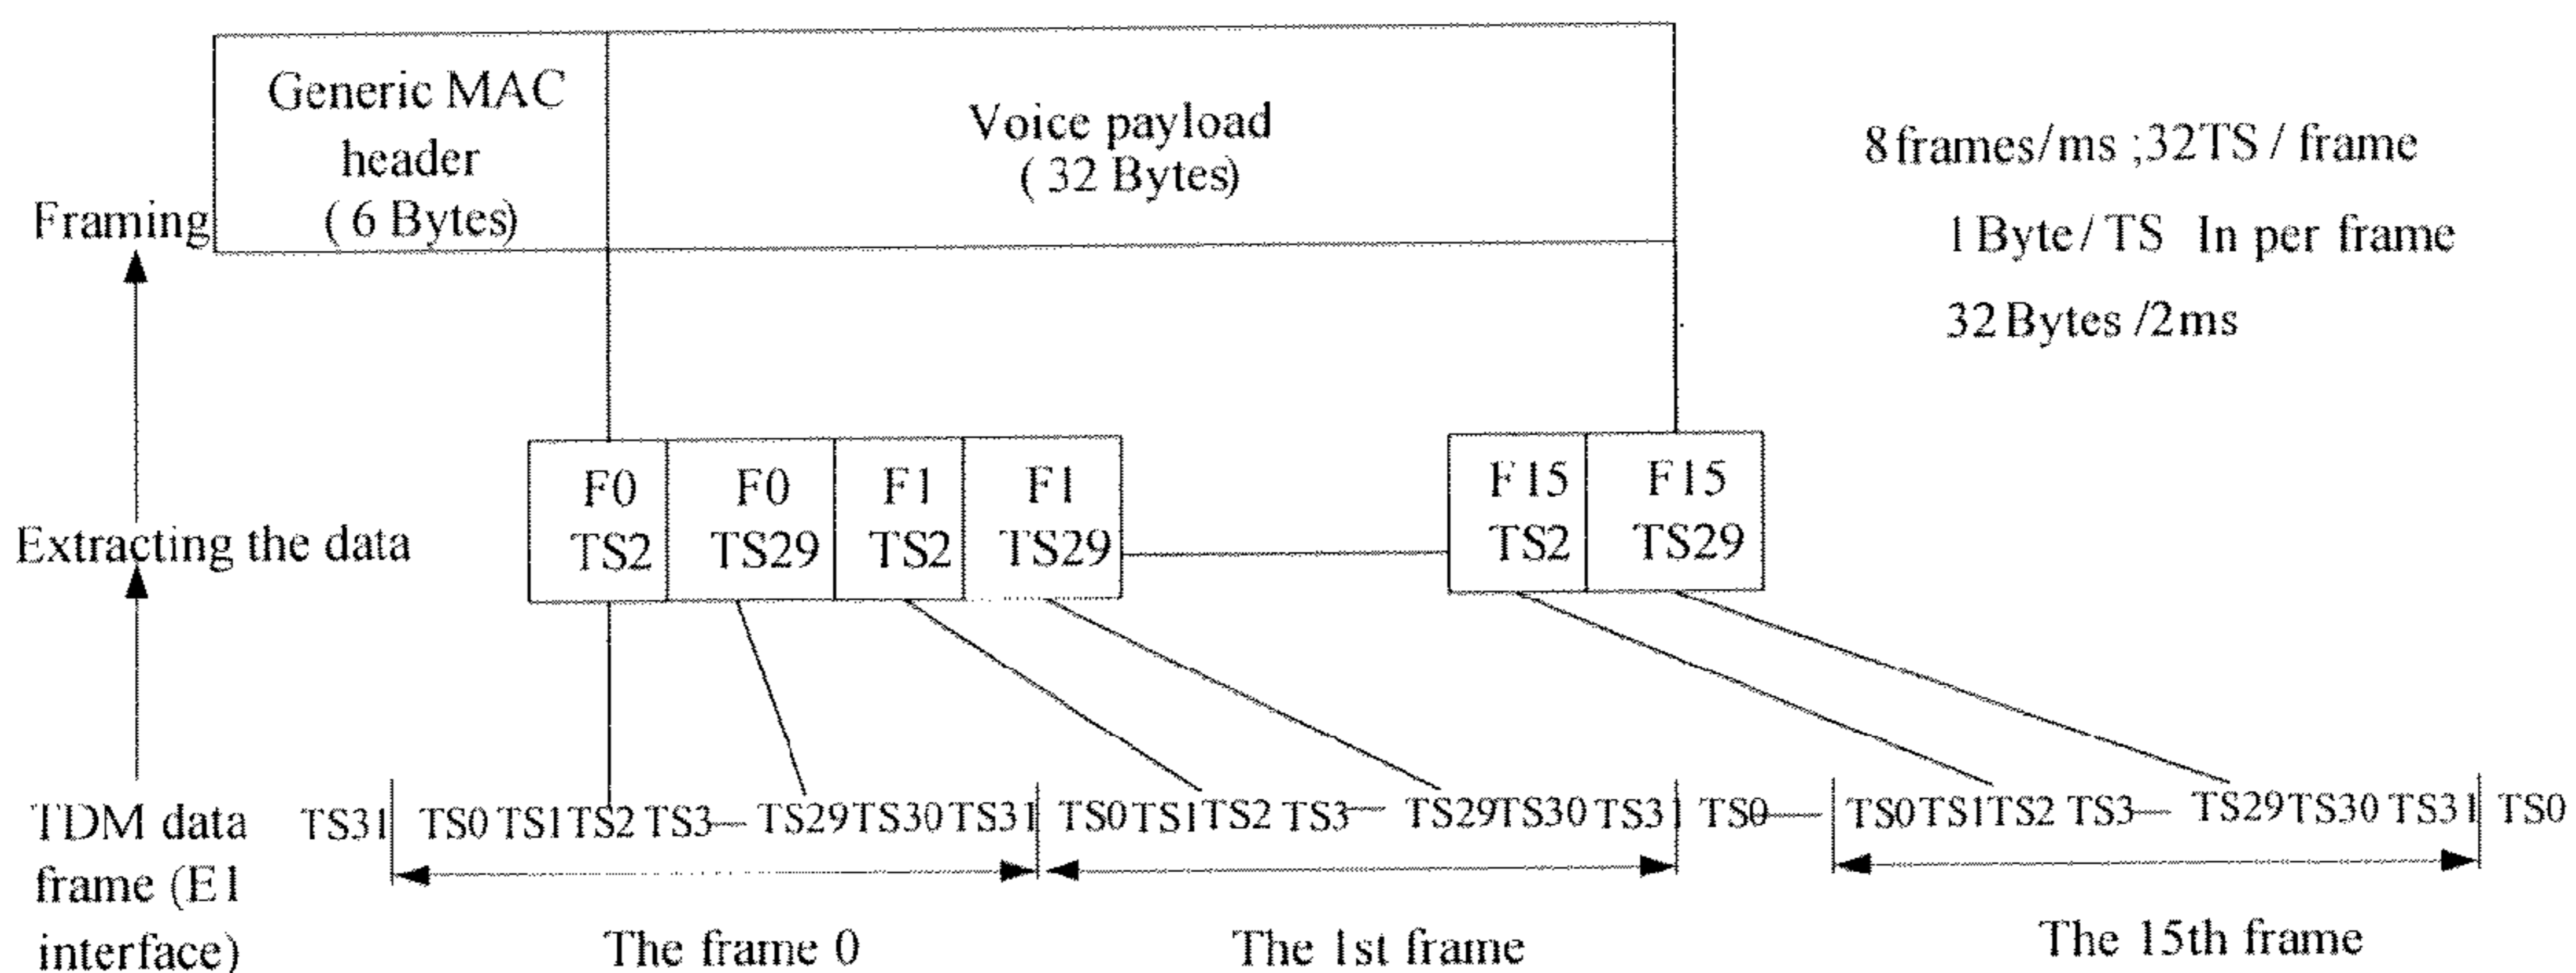 Generic MAC
header
( 6 Bytes)
Voice payload
( 32 Bytes)
8 frames/ms ;32TS / frame
1 Byte / TS In per frame
32 Bytes /2ms
Framing
F0
TS2
F0
TS29
F1
TS2
F1
TS29
F15
TS2
F15
TS29
Extracting the data
TDM data
frame (E1
interface)
TS31 TS0 TS1 TS2 TS3— TS29 TS30 TS31 TS0 TS1 TS2 TS3— TS29 TS30 TS31 TS0— TS0 TS1 TS2 TS3— TS29 TS30 TS31 TS0
The frame 0
The 1st frame
The 15th frame